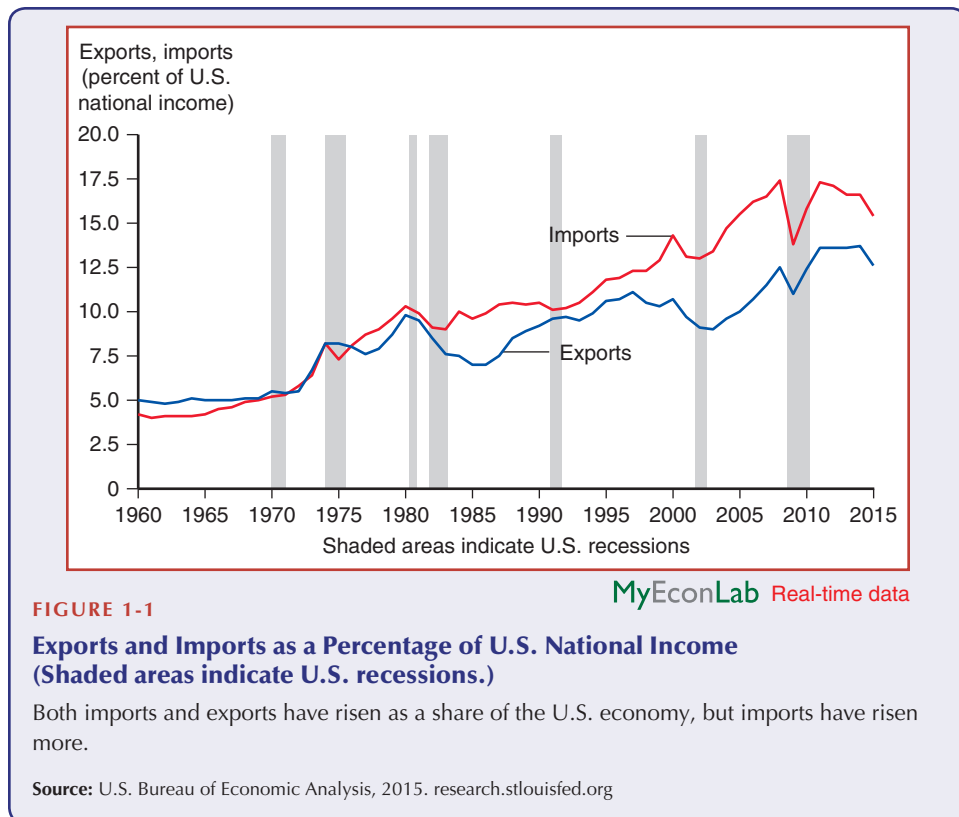 Exports, imports
(percent of U.S.
national income)
20.0
17.5
15.0
12.5
10.0
7.5
5.0
2.5
0
Imports
Exports
1960 1965 1970 1975 1980 1985 1990 1995 2000 2005 2010 2015
Shaded areas indicate U.S. recessions
MyEconLab Real-time data
FIGURE 1-1
Exports and Imports as a Percentage of U.S. National Income
(Shaded areas indicate U.S. recessions.)
Both imports and exports have risen as a share of the U.S. economy, but imports have risen
more.
Source: U.S. Bureau of Economic Analysis, 2015. research.stlouisfed.org